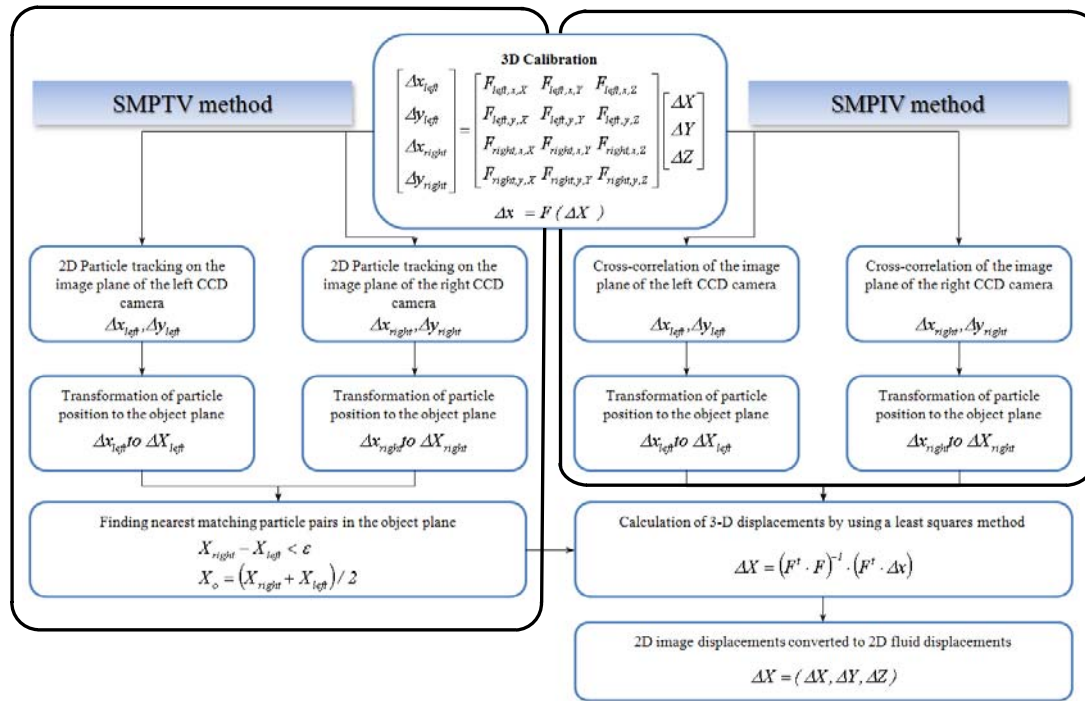 3D Calibration
SMPTV method
SMPIV method
[Δx_left Δy_left Δx_right Δy_right] = [F_left,x,X F_left,x,Y F_left,x,Z
F_left,y,X F_left,y,Y F_left,y,Z
F_right,x,X F_right,x,Y F_right,x,Z
F_right,y,X F_right,y,Y F_right,y,Z] [ΔX ΔY ΔZ]
Δx = F(ΔX)
2D Particle tracking on the
image plane of the left CCD
camera
Δx_left, Δy_left
2D Particle tracking on the
image plane of the right CCD
camera
Δx_right, Δy_right
Cross-correlation of the image
plane of the left CCD camera
Δx_left, Δy_left
Cross-correlation of the image
plane of the right CCD camera
Δx_right, Δy_right
Transformation of particle
position to the object plane
Δx_left to ΔX_left
Transformation of particle
position to the object plane
Δx_right to ΔX_right
Transformation of particle
position to the object plane
Δx_left to ΔX_left
Transformation of particle
position to the object plane
Δx_right to ΔX_right
Finding nearest matching particle pairs in the object plane
X_right − X_left < ε
X_o = (X_right + X_left) / 2
Calculation of 3-D displacements by using a least squares method
ΔX = (F^t · F)^-1 · (F^t · Δx)
2D image displacements converted to 2D fluid displacements
ΔX = (ΔX, ΔY, ΔZ)